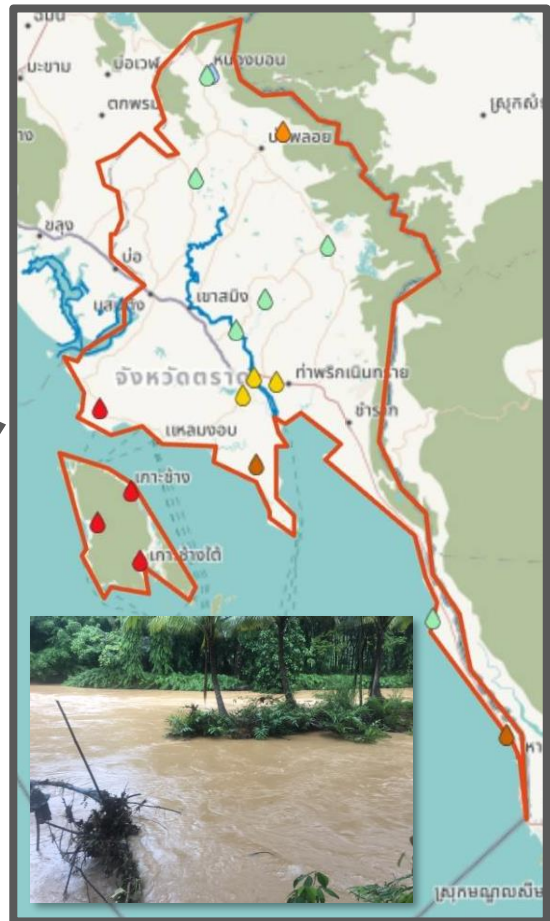 มะขาม
บ่อเวฬุ
หนองบอน
ตกพรม
บ่อพลอย
ขลุง
บ่อ
เขาสมิง
จังหวัดตราด
ท่าพริกเนินทราย
ชำราก
แหลมงอบ
เกาะช้าง
เกาะช้างใต้
หา